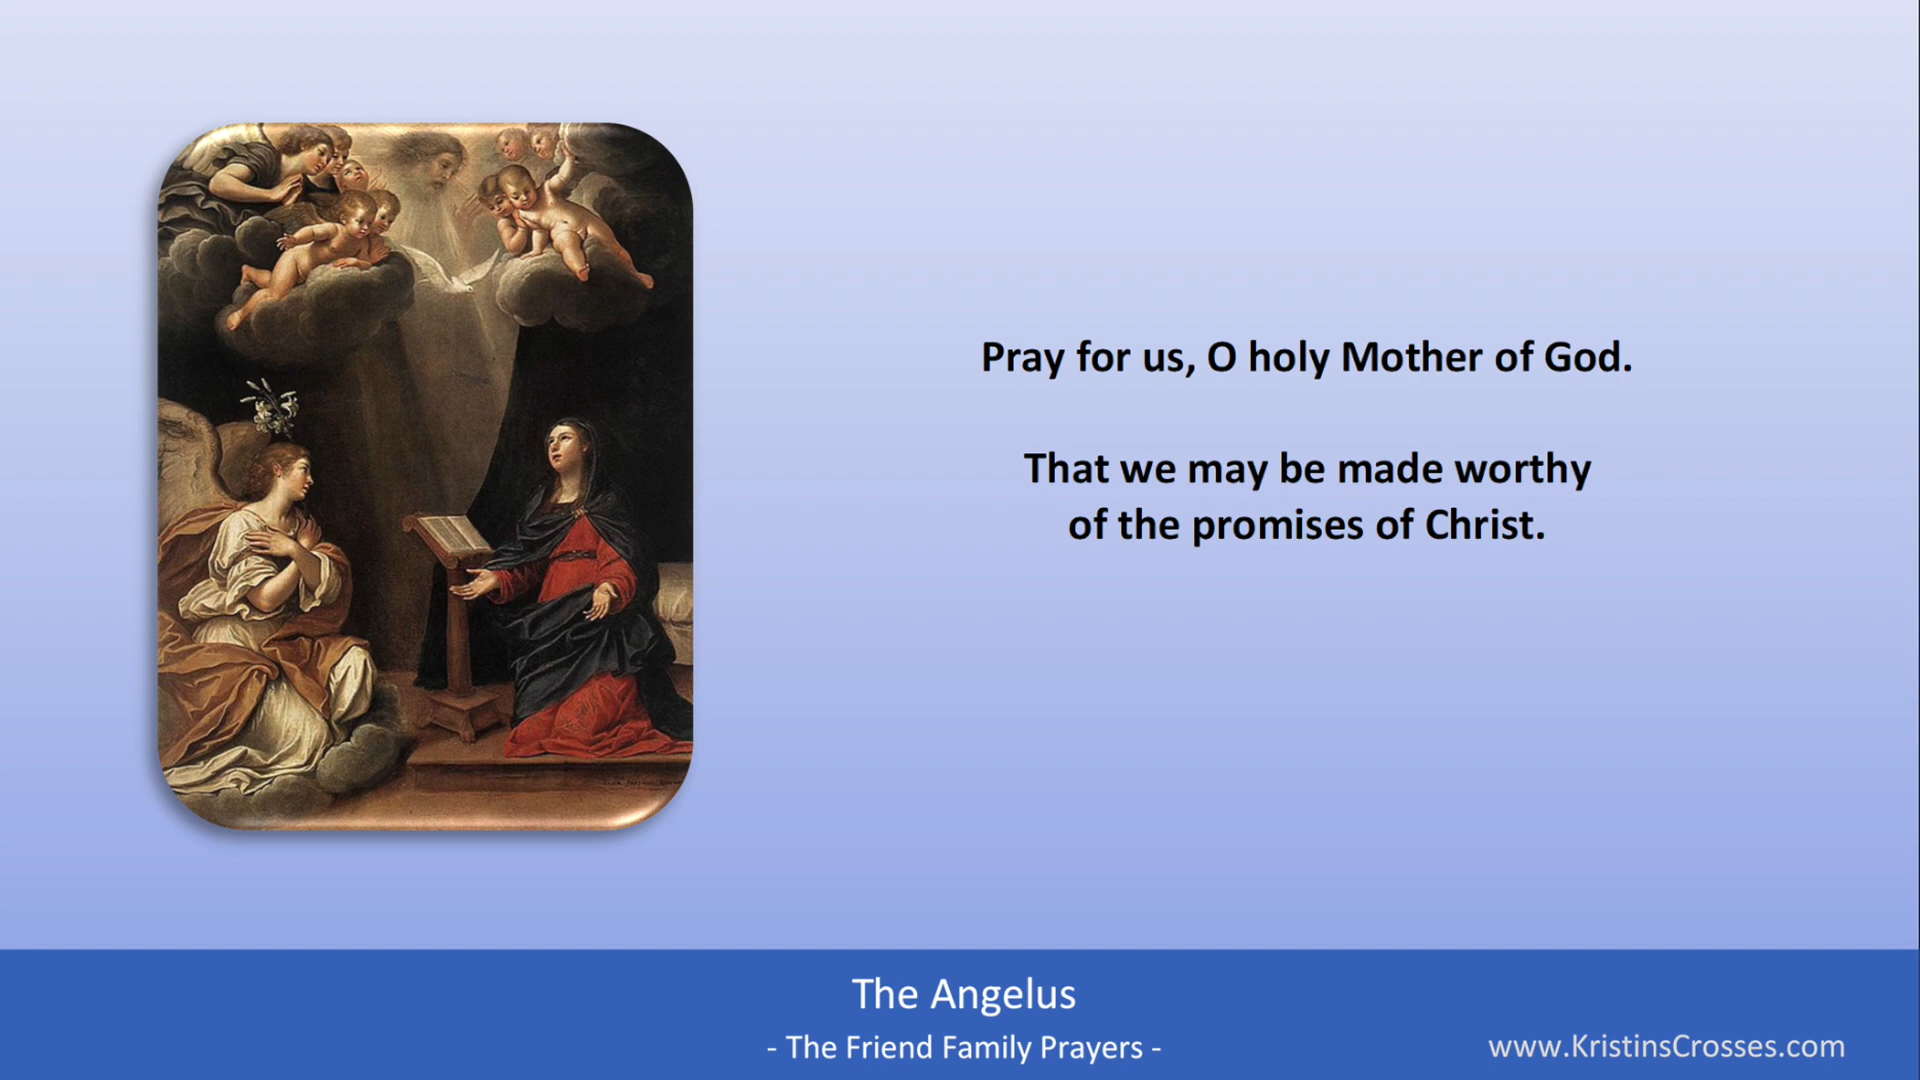 Pray for us, O holy Mother of God.
That we may be made worthy
of the promises of Christ.
The Angelus
- The Friend Family Prayers -
www.KristinsCrosses.com